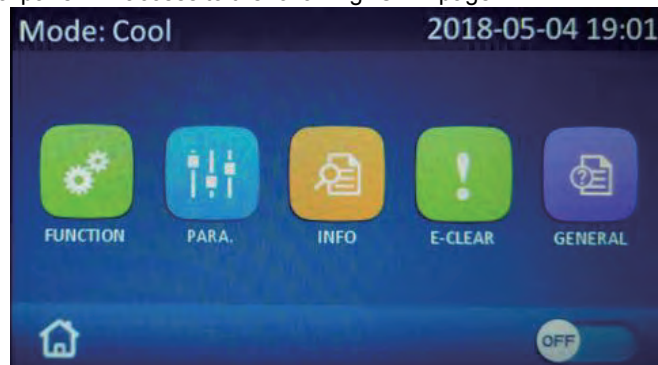 Mode: Cool 2018-05-04 19:01
FUNCTION PARA. INFO E-CLEAR GENERAL
OFF